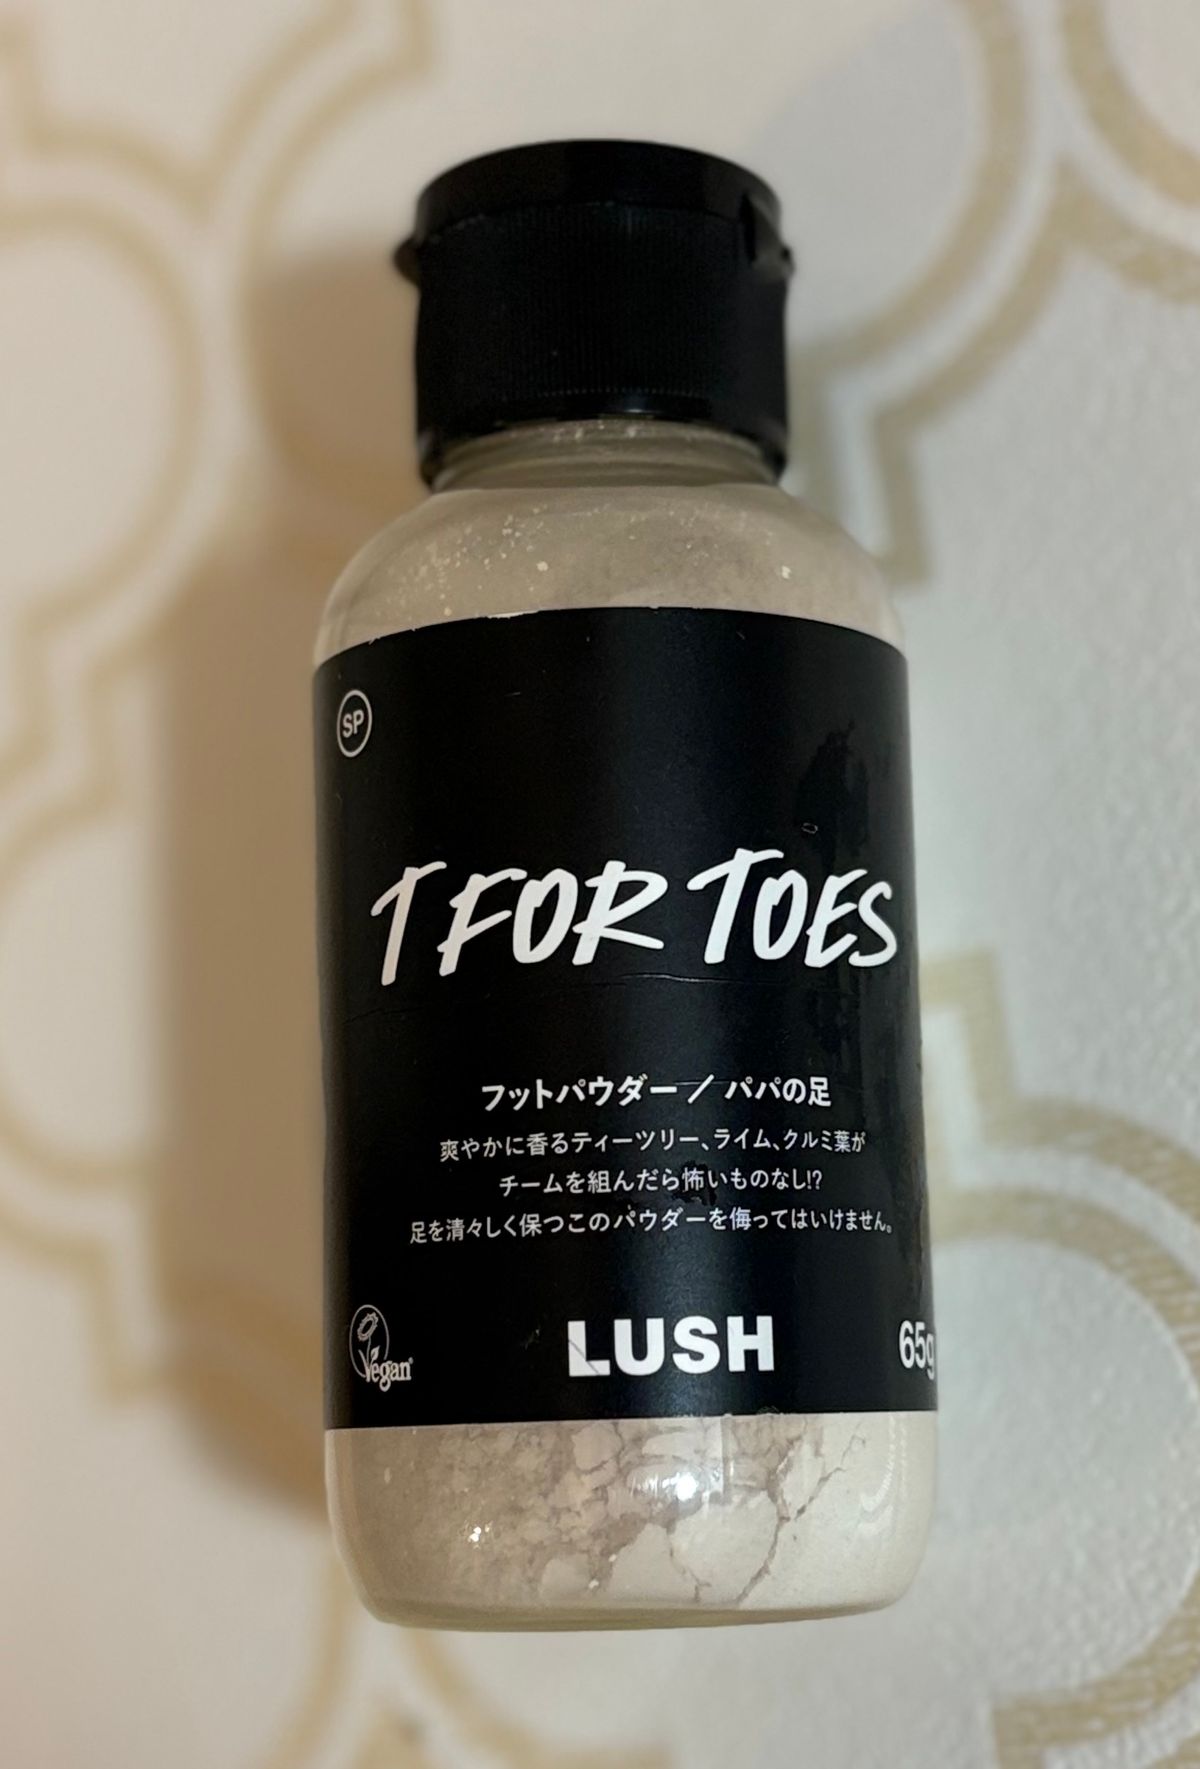 SP
T FOR TOES
フットパウダー / パパの足
爽やかに香るティーツリー、ライム、クルミ葉が
チームを組んだら怖いものなし!?
足を清々しく保つこのパウダーを侮ってはいけません。
Vegan
LUSH
65g